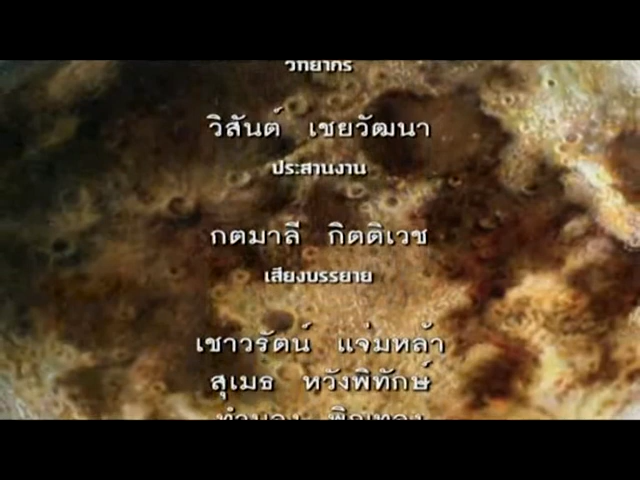 วิทยากร
วิสันต์ เชยวัฒนา
ประสานงาน
กตมาลี กิตติเวช
เสียงบรรยาย
เชาวรัตน์ แจ่มหล้า
สุเมธ หวังพิทักษ์